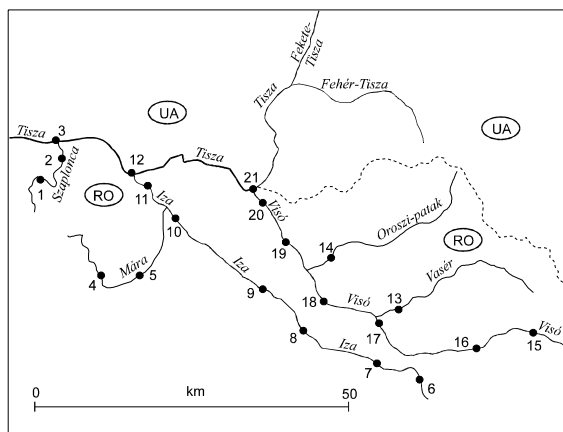 Fekete-
Tisza
Fehér-Tisza
Tisza
UA
UA
Tisza
3
2
Szaplonca
1
12
Tisza
21
RO
11
Iza
20
Visó
10
Oroszi-patak
14
19
RO
Mára
4
5
Iza
9
Vasér
13
18
Visó
17
8
Iza
7
6
16
15
Visó
0
km
50